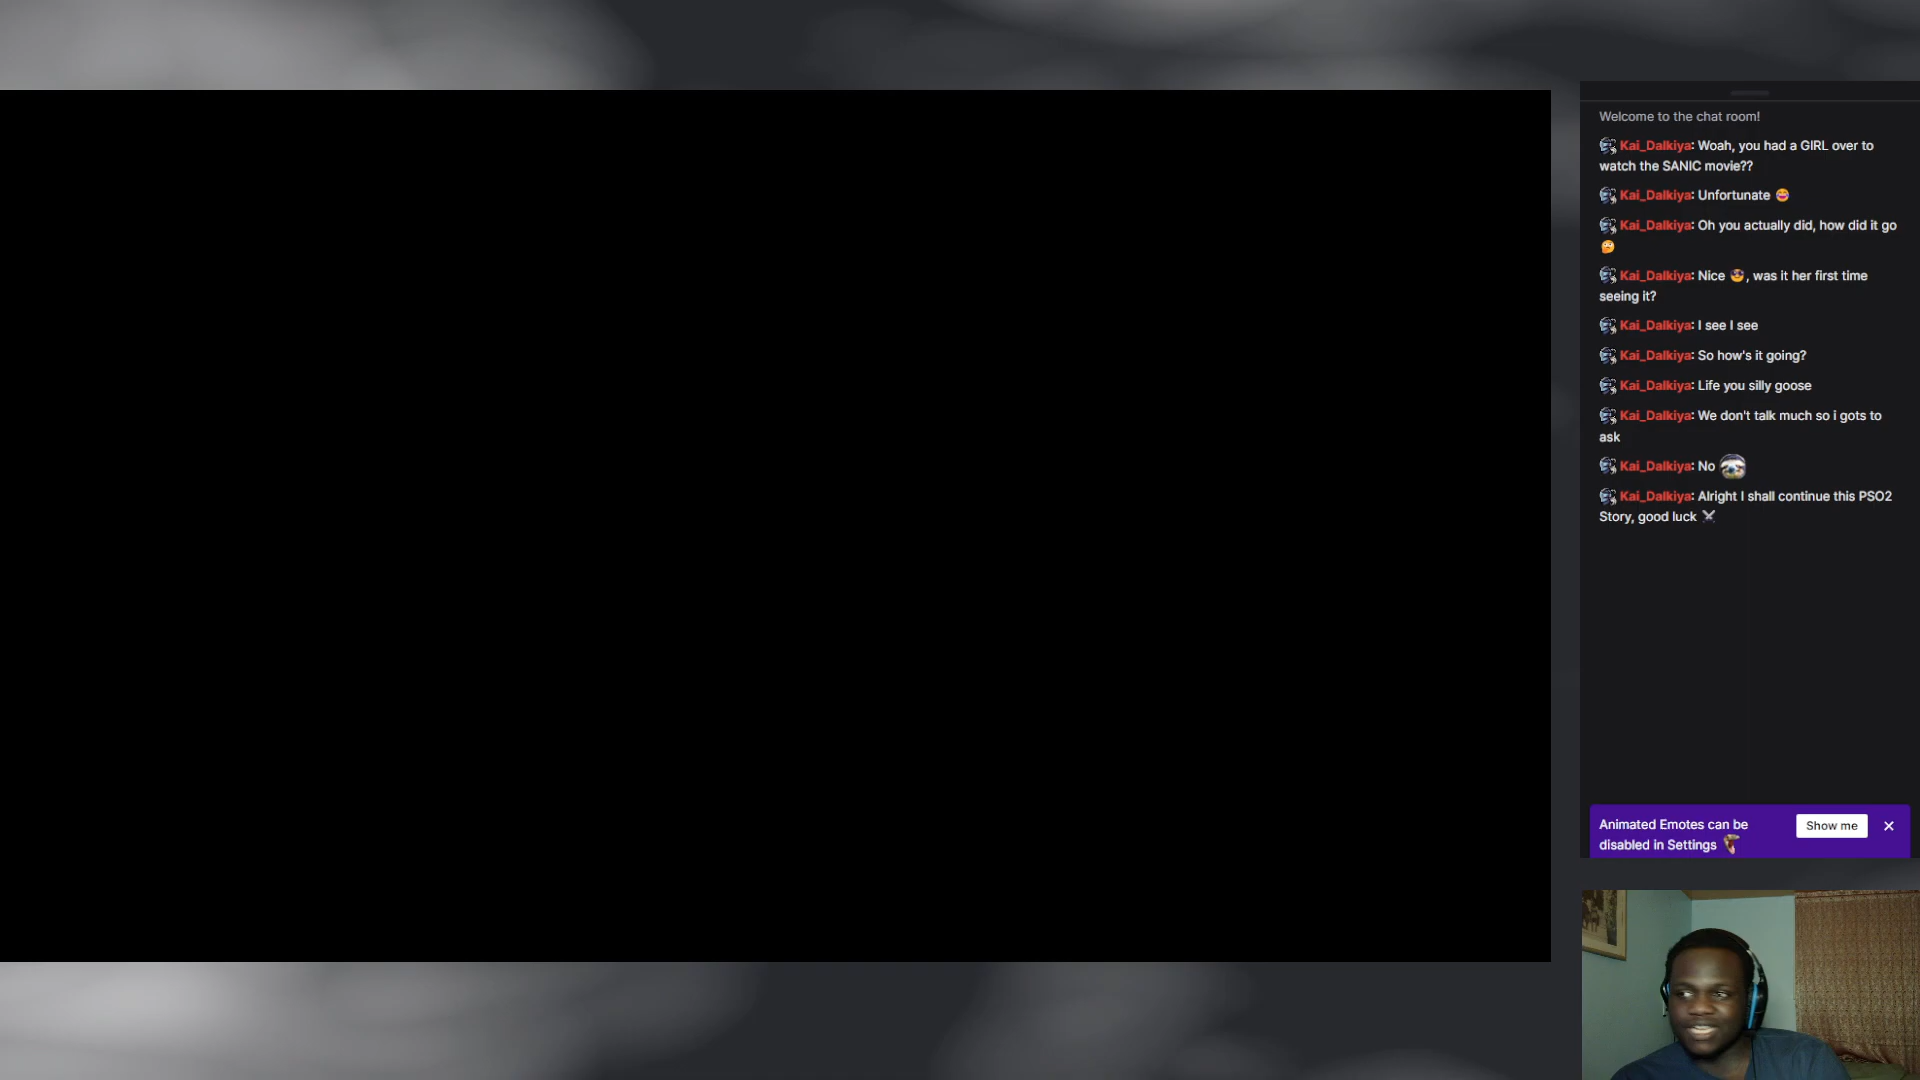 Welcome to the chat room!
Kai_Dalkiya: Woah, you had a GIRL over to
watch the SANIC movie??
Kai_Dalkiya: Unfortunate
Kai_Dalkiya: Oh you actually did, how did it go
Kai_Dalkiya: Nice , was it her first time
seeing it?
Kai_Dalkiya: I see I see
Kai_Dalkiya: So how's it going?
Kai_Dalkiya: Life you silly goose
Kai_Dalkiya: We don't talk much so i gots to
ask
Kai_Dalkiya: No
Kai_Dalkiya: Alright I shall continue this PSO2
Story, good luck
Animated Emotes can be
disabled in Settings
Show me